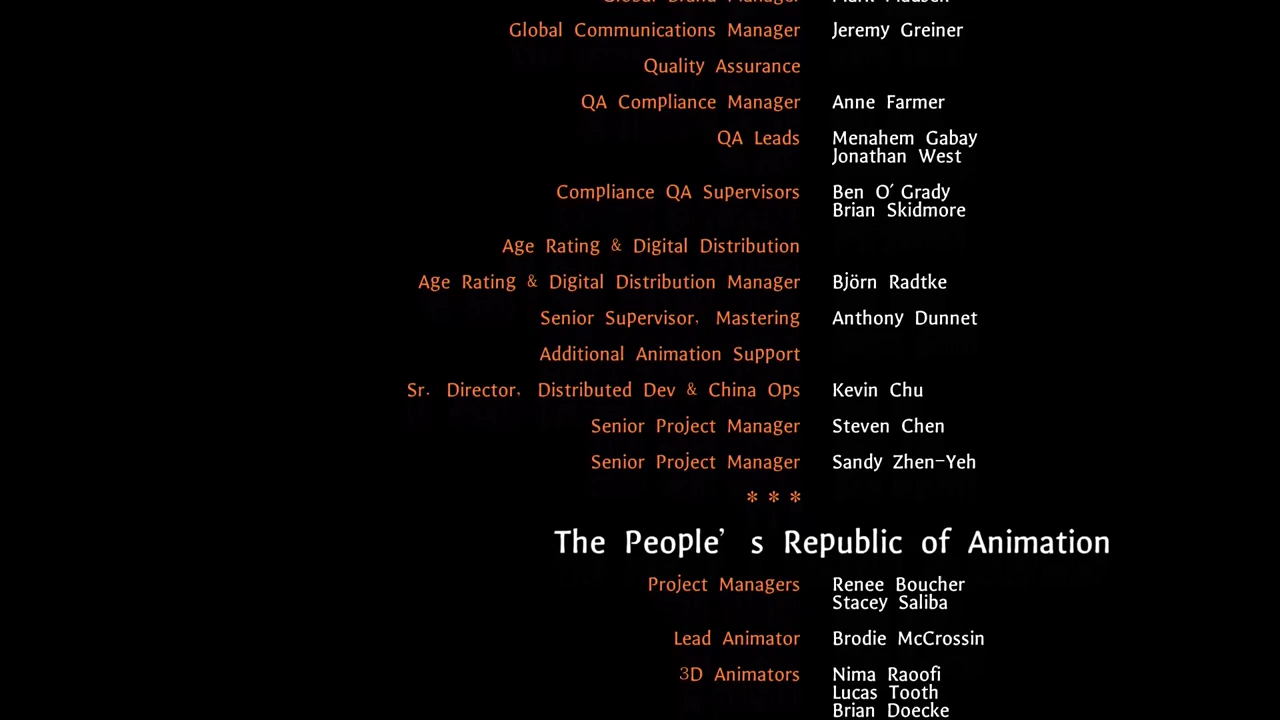 Global Brand Manager
Global Communications Manager Jeremy Greiner
Quality Assurance
QA Compliance Manager Anne Farmer
QA Leads Menahem Gabay
Jonathan West
Compliance QA Supervisors Ben O'Grady
Brian Skidmore
Age Rating & Digital Distribution
Age Rating & Digital Distribution Manager Björn Radtke
Senior Supervisor, Mastering Anthony Dunnet
Additional Animation Support
Sr. Director, Distributed Dev & China Ops Kevin Chu
Senior Project Manager Steven Chen
Senior Project Manager Sandy Zhen-Yeh
* * *
The People' s Republic of Animation
Project Managers Renee Boucher
Stacey Saliba
Lead Animator Brodie McCrossin
3D Animators Nima Raoofi
Lucas Tooth
Brian Doecke